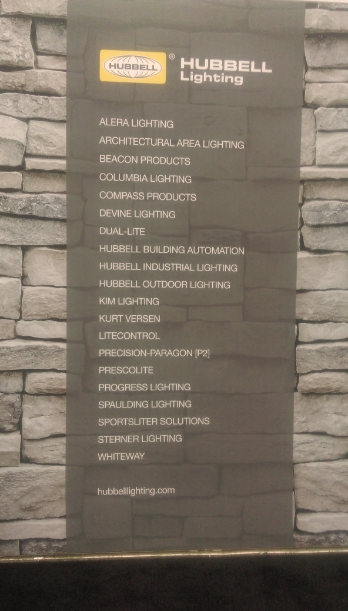 HUBBELL ® HUBBELL
Lighting
ALERA LIGHTING
ARCHITECTURAL AREA LIGHTING
BEACON PRODUCTS
COLUMBIA LIGHTING
COMPASS PRODUCTS
DEVINE LIGHTING
DUAL-LITE
HUBBELL BUILDING AUTOMATION
HUBBELL INDUSTRIAL LIGHTING
HUBBELL OUTDOOR LIGHTING
KIM LIGHTING
KURT VERSEN
LITECONTROL
PRECISION-PARAGON [P2]
PRESCOLITE
PROGRESS LIGHTING
SPAULDING LIGHTING
SPORTSLITER SOLUTIONS
STERNER LIGHTING
WHITEWAY
hubbelllighting.com